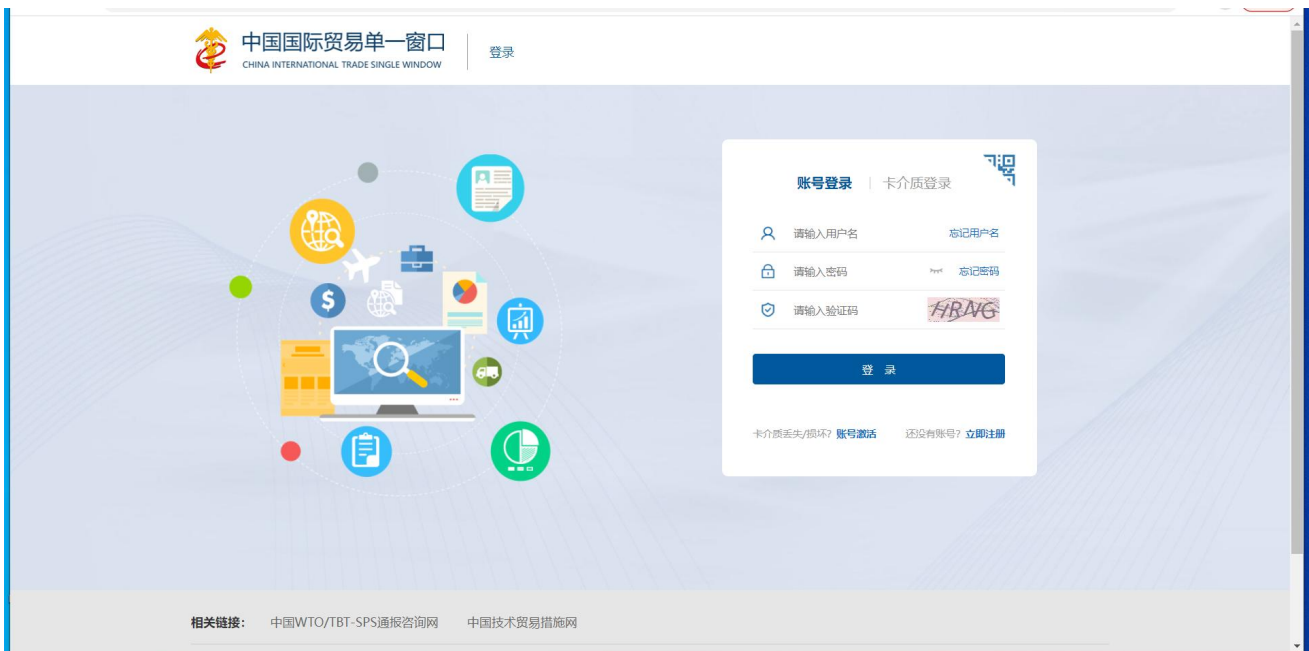 中国国际贸易单一窗口
CHINA INTERNATIONAL TRADE SINGLE WINDOW
登录
账号登录 卡介质登录
请输入用户名 忘记用户名
请输入密码 忘记密码
请输入验证码 HRNG
登 录
卡介质丢失/损坏? 账号激活 还没有账号? 立即注册
相关链接: 中国WTO/TBT-SPS通报咨询网 中国技术贸易措施网